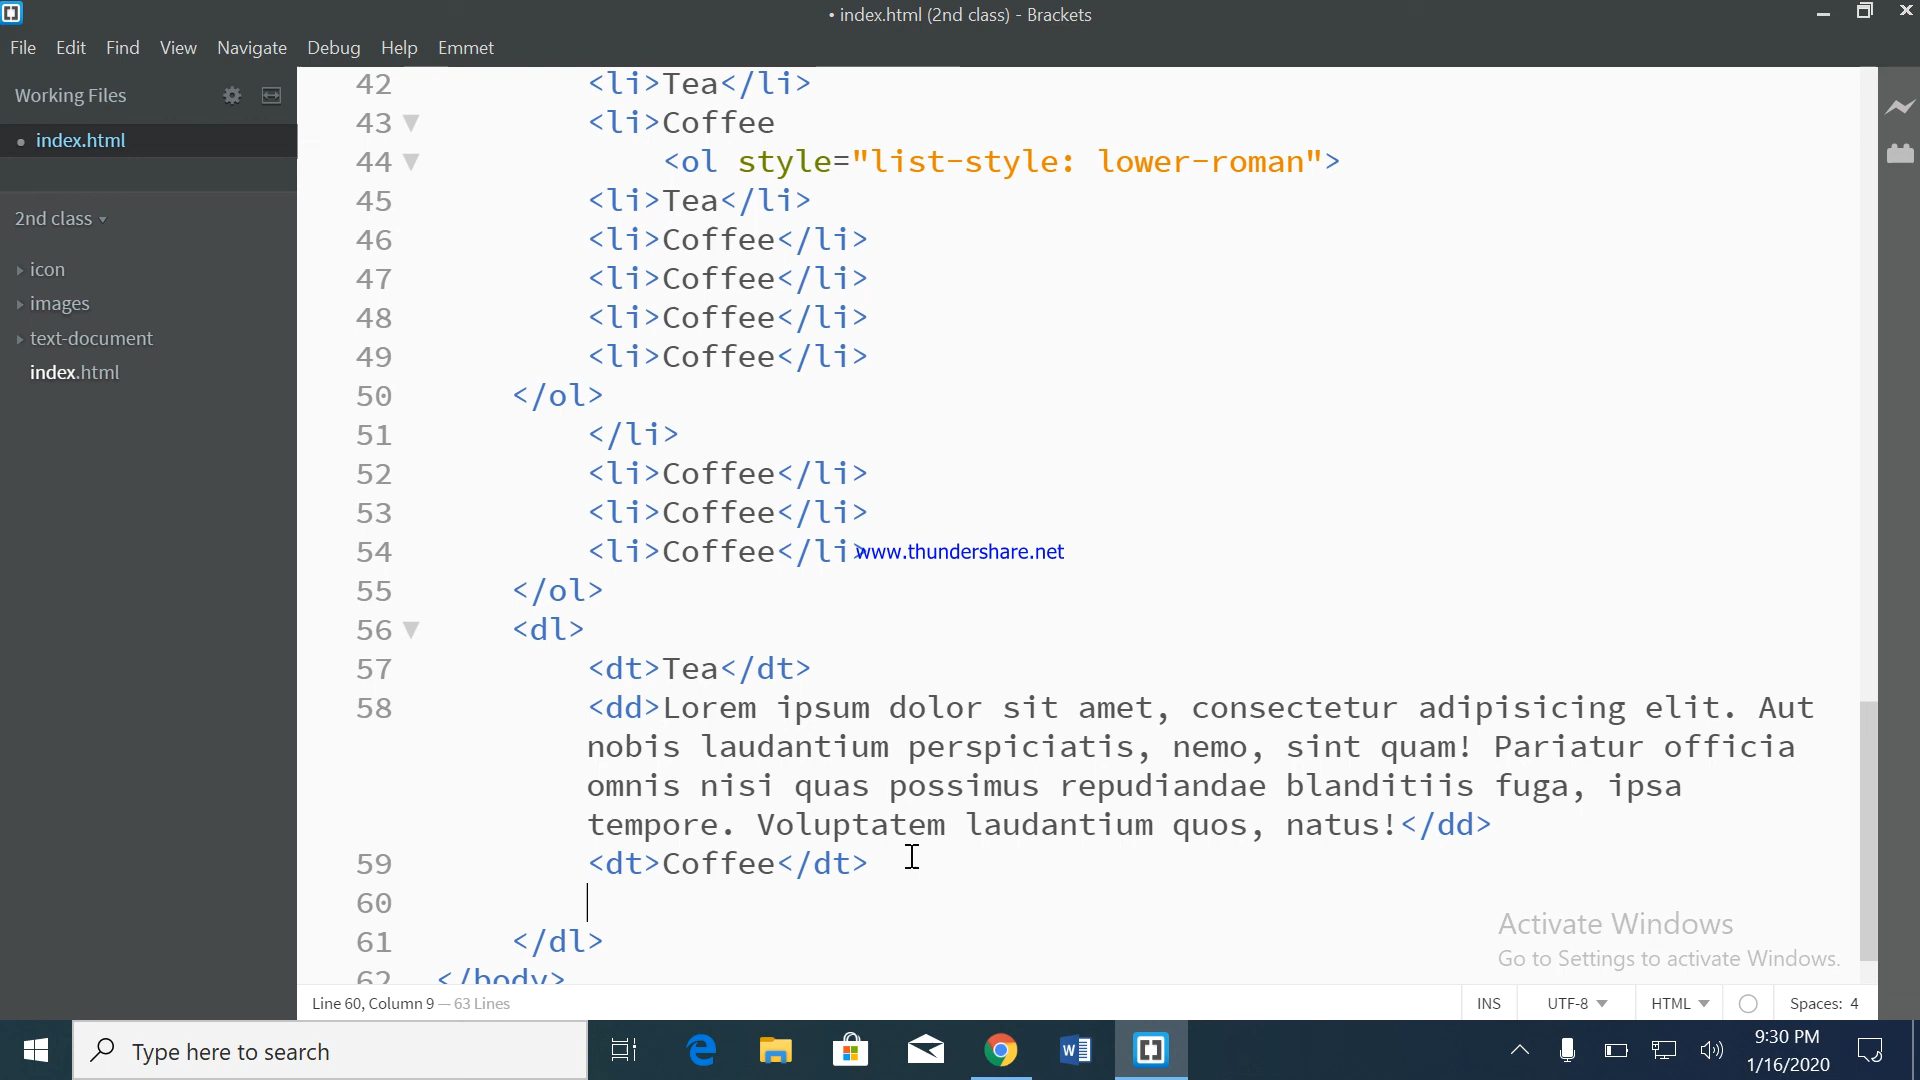 • index.html (2nd class) - Brackets
File Edit Find View Navigate Debug Help Emmet
Working Files
• index.html
2nd class
icon
images
text-document
index.html
42 <li>Tea</li>
43 <li>Coffee
44 <ol style="list-style: lower-roman">
45 <li>Tea</li>
46 <li>Coffee</li>
47 <li>Coffee</li>
48 <li>Coffee</li>
49 <li>Coffee</li>
50 </ol>
51 </li>
52 <li>Coffee</li>
53 <li>Coffee</li>
54 <li>Coffee</li>
www.thundershare.net
55 </ol>
56 <dl>
57 <dt>Tea</dt>
58 <dd>Lorem ipsum dolor sit amet, consectetur adipisicing elit. Aut
nobis laudantium perspiciatis, nemo, sint quam! Pariatur officia
omnis nisi quas possimus repudiandae blanditiis fuga, ipsa
tempore. Voluptatem laudantium quos, natus!</dd>
59 <dt>Coffee</dt>
60
61 </dl>
62 </body>
Activate Windows
Go to Settings to activate Windows.
Line 60, Column 9 — 63 Lines
INS UTF-8 HTML Spaces: 4
Type here to search
9:30 PM
1/16/2020